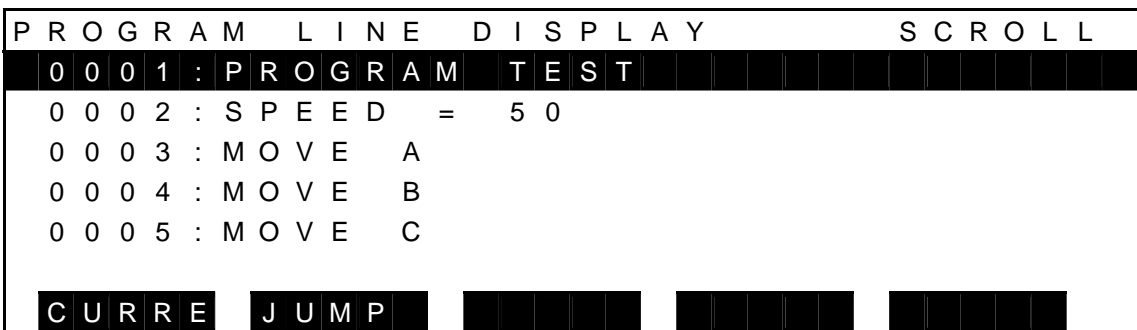 PROGRAM LINE DISPLAY SCROLL
0001:PROGRAM TEST
0002:SPEED = 50
0003:MOVE A
0004:MOVE B
0005:MOVE C
CURRE JUMP